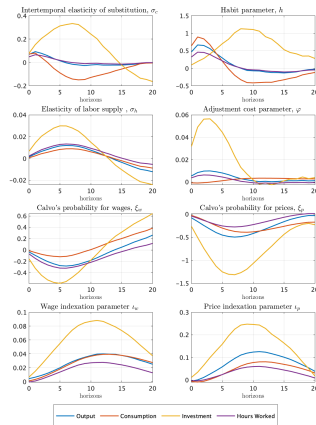 Intertemporal elasticity of substitution, σc
0.4
0.2
0
-0.2
0 5 10 15 20
horizons
Habit parameter, h
1.5
1
0.5
0
-0.5
0 5 10 15 20
horizons
Elasticity of labor supply , σh
0.04
0.02
0
-0.02
0 5 10 15 20
horizons
Adjustment cost parameter, φ
0.06
0.04
0.02
0
0 5 10 15 20
horizons
Calvo's probability for wages, ξw
0.6
0.4
0.2
0
-0.2
-0.4
0 5 10 15 20
horizons
Calvo's probability for prices, ξp
0
-0.5
-1
-1.5
0 5 10 15 20
horizons
Wage indexation parameter ιw
0.1
0.08
0.06
0.04
0.02
0
0 5 10 15 20
horizons
Price indexation parameter ιp
0.3
0.2
0.1
0
0 5 10 15 20
horizons
Output Consumption Investment Hours Worked